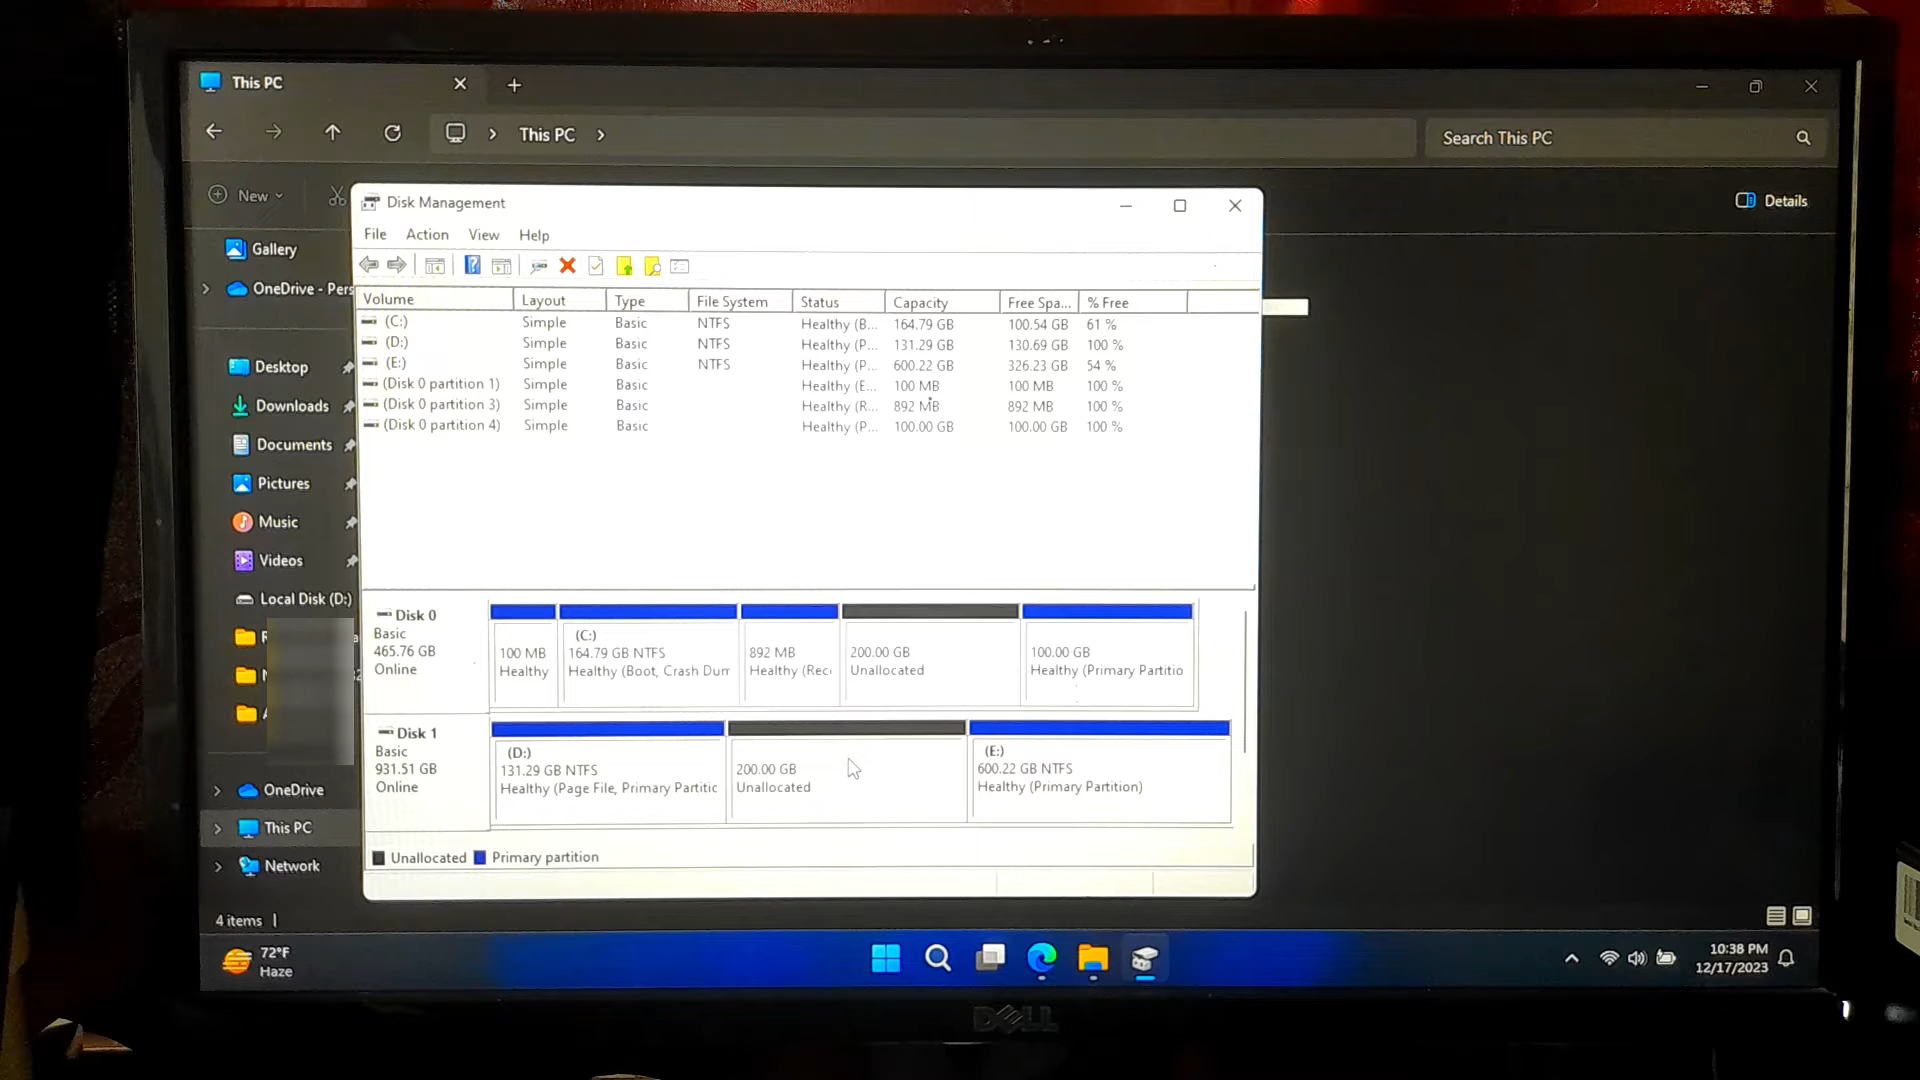 This PC
This PC
Search This PC
New
Details
Disk Management
File Action View Help
Gallery
OneDrive - Pers
Desktop
Downloads
Documents
Pictures
Music
Videos
Local Disk (D:)
OneDrive
This PC
Network
Volume Layout Type File System Status Capacity Free Spa... % Free
(C:) Simple Basic NTFS Healthy (B... 164.79 GB 100.54 GB 61 %
(D:) Simple Basic NTFS Healthy (P... 131.29 GB 130.69 GB 100 %
(E:) Simple Basic NTFS Healthy (P... 600.22 GB 326.23 GB 54 %
(Disk 0 partition 1) Simple Basic Healthy (E... 100 MB 100 MB 100 %
(Disk 0 partition 3) Simple Basic Healthy (R... 892 MB 892 MB 100 %
(Disk 0 partition 4) Simple Basic Healthy (P... 100.00 GB 100.00 GB 100 %
Disk 0
Basic
465.76 GB
Online
100 MB
Healthy
(C:)
164.79 GB NTFS
Healthy (Boot, Crash Dum
892 MB
Healthy (Rec
200.00 GB
Unallocated
100.00 GB
Healthy (Primary Partitio
Disk 1
Basic
931.51 GB
Online
(D:)
131.29 GB NTFS
Healthy (Page File, Primary Partitic
200.00 GB
Unallocated
(E:)
600.22 GB NTFS
Healthy (Primary Partition)
Unallocated Primary partition
4 items
72°F
Haze
10:38 PM
12/17/2023
DELL